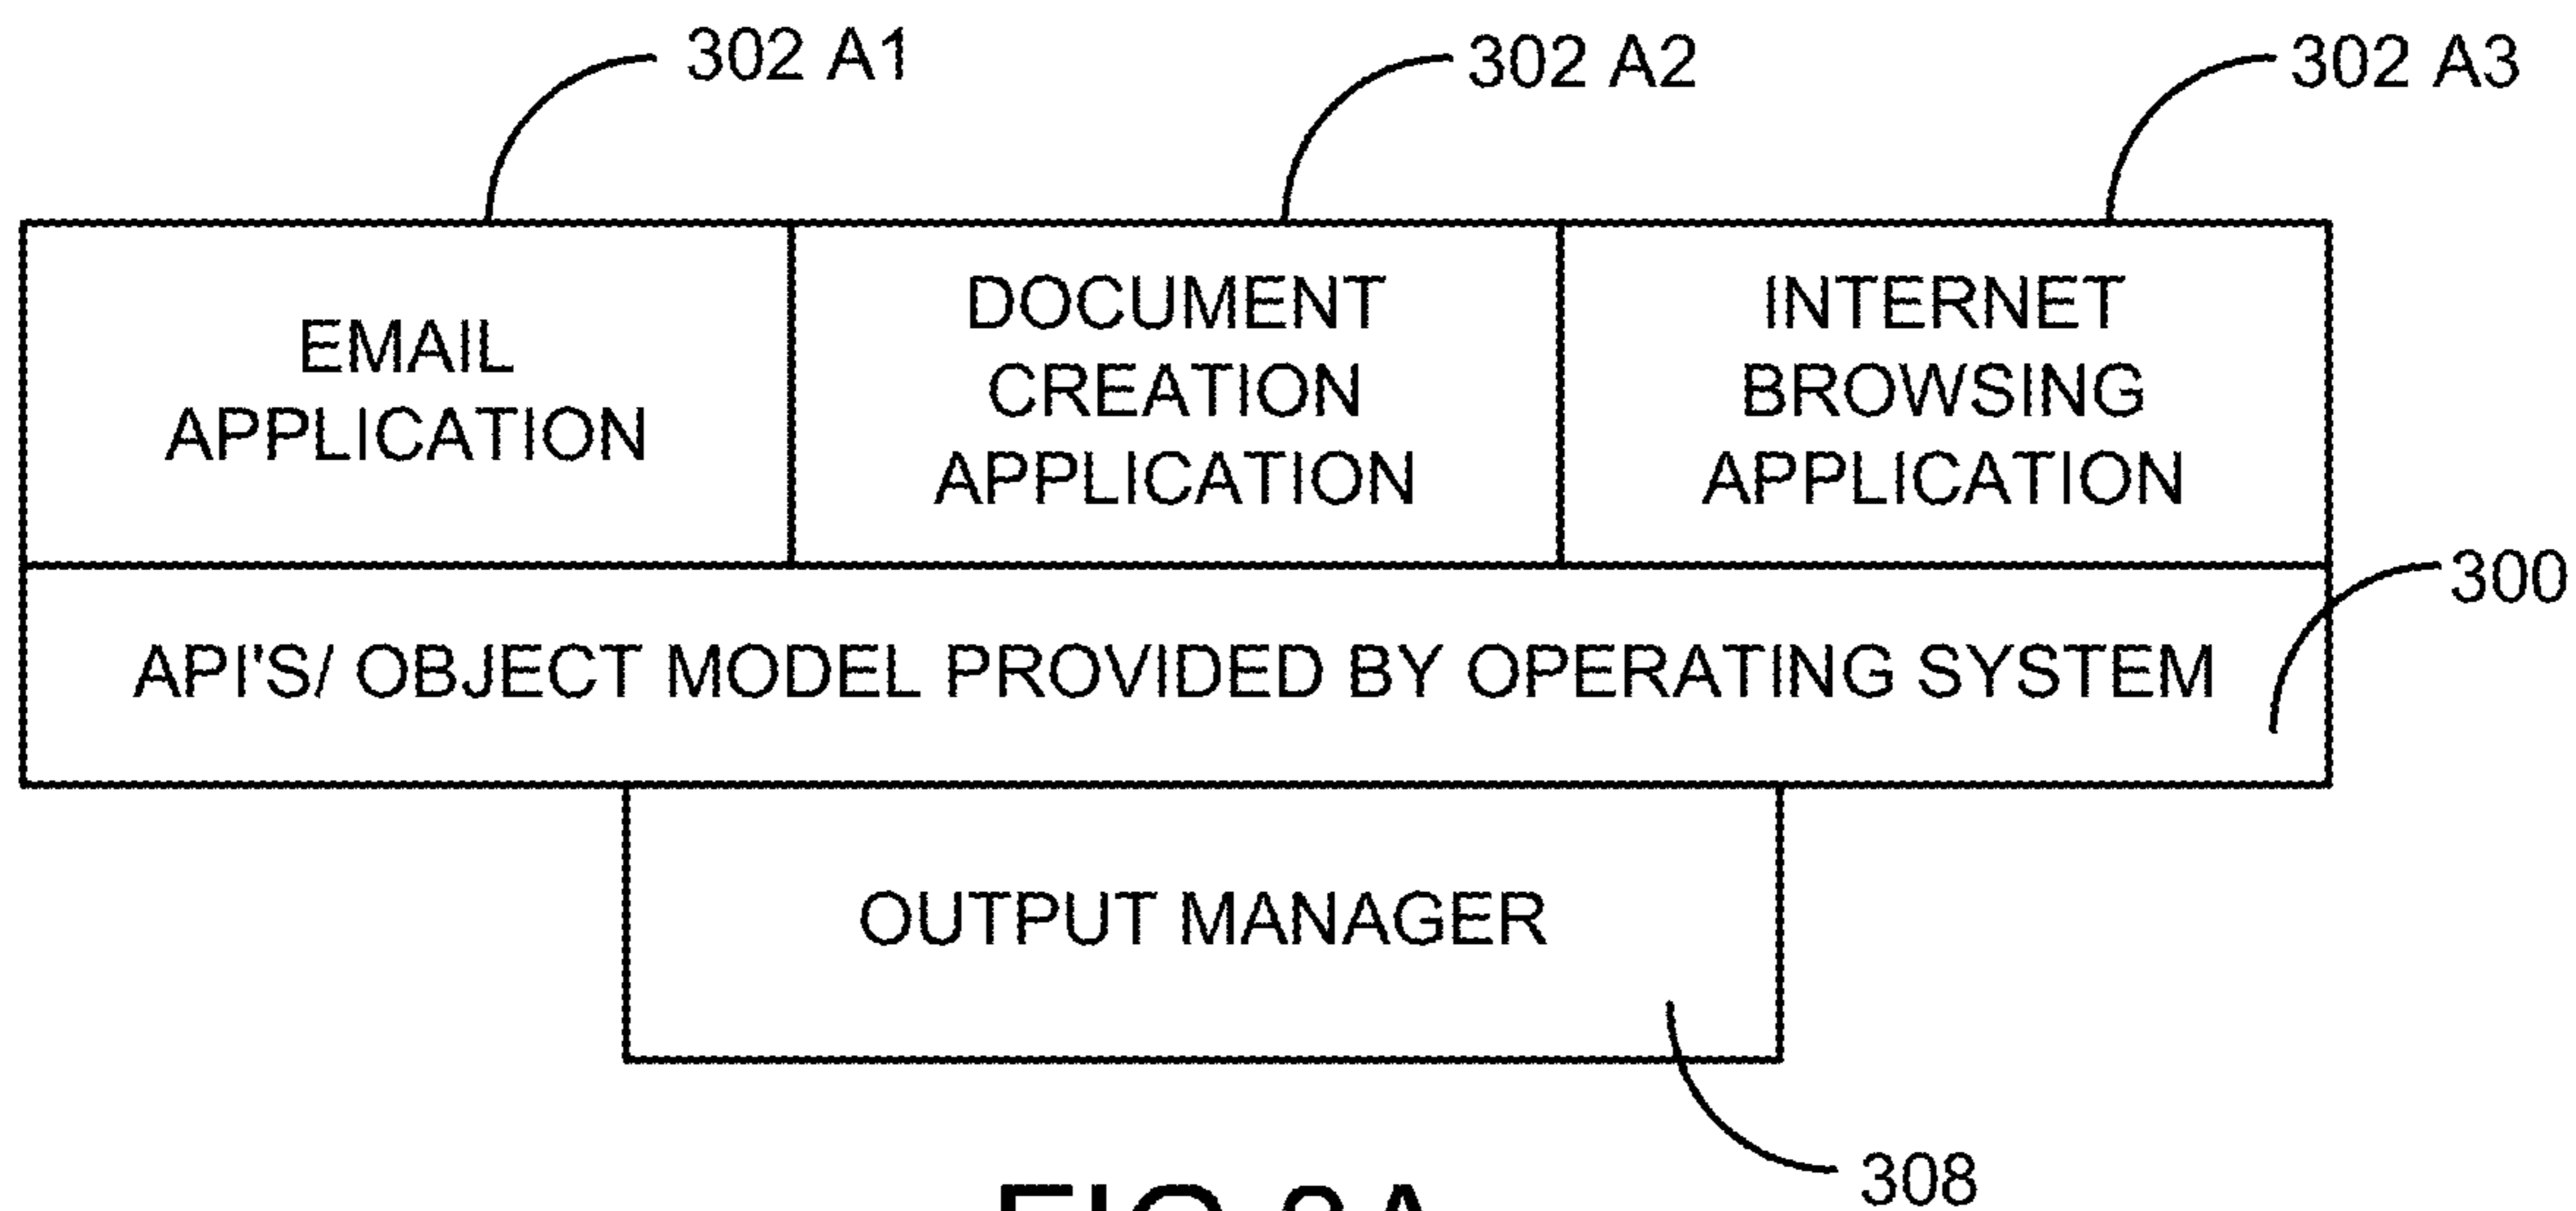 302 A1
302 A2
302 A3
EMAIL
APPLICATION
DOCUMENT
CREATION
APPLICATION
INTERNET
BROWSING
APPLICATION
300
API'S/ OBJECT MODEL PROVIDED BY OPERATING SYSTEM
OUTPUT MANAGER
308